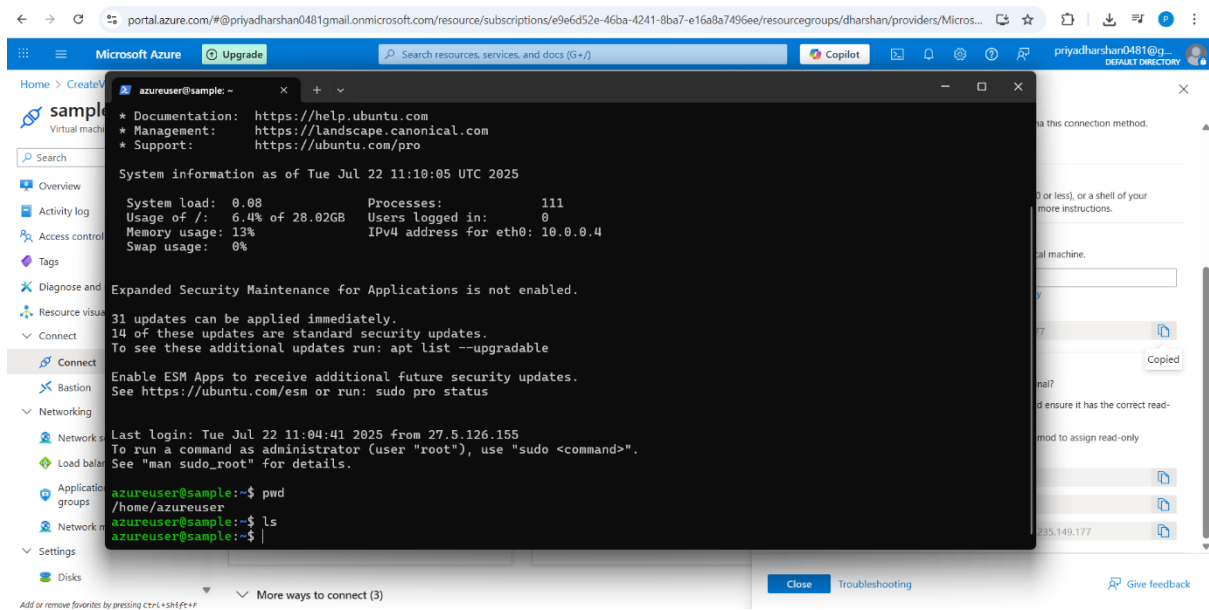 portal.azure.com/#@priyadharshan0481gmail.onmicrosoft.com/resource/subscriptions/e9e6d52e-46ba-4241-8ba7-e16a8a7496ee/resourcegroups/dharshan/providers/Micros...
Microsoft Azure
Upgrade
Search resources, services, and docs (G+/)
Copilot
priyadharshan0481@g...
DEFAULT DIRECTORY
Home > CreateV
sample
Virtual machi
Search
Overview
Activity log
Access control
Tags
Diagnose and
Resource visua
Connect
Connect
Bastion
Networking
Network s
Load balan
Application
groups
Network m
Settings
Disks
Add or remove favorites by pressing Ctrl+Shift+F
azureuser@sample: ~
* Documentation: https://help.ubuntu.com
* Management: https://landscape.canonical.com
* Support: https://ubuntu.com/pro
System information as of Tue Jul 22 11:10:05 UTC 2025
System load: 0.08 Processes: 111
Usage of /: 6.4% of 28.02GB Users logged in: 0
Memory usage: 13% IPv4 address for eth0: 10.0.0.4
Swap usage: 0%
Expanded Security Maintenance for Applications is not enabled.
31 updates can be applied immediately.
14 of these updates are standard security updates.
To see these additional updates run: apt list --upgradable
Enable ESM Apps to receive additional future security updates.
See https://ubuntu.com/esm or run: sudo pro status
Last login: Tue Jul 22 11:04:41 2025 from 27.5.126.155
To run a command as administrator (user "root"), use "sudo <command>".
See "man sudo_root" for details.
azureuser@sample:~$ pwd
/home/azureuser
azureuser@sample:~$ ls
azureuser@sample:~$
ia this connection method.
0 or less), or a shell of your
more instructions.
cal machine.
y
77
Copied
inal?
d ensure it has the correct read-
mod to assign read-only
235.149.177
More ways to connect (3)
Close
Troubleshooting
Give feedback